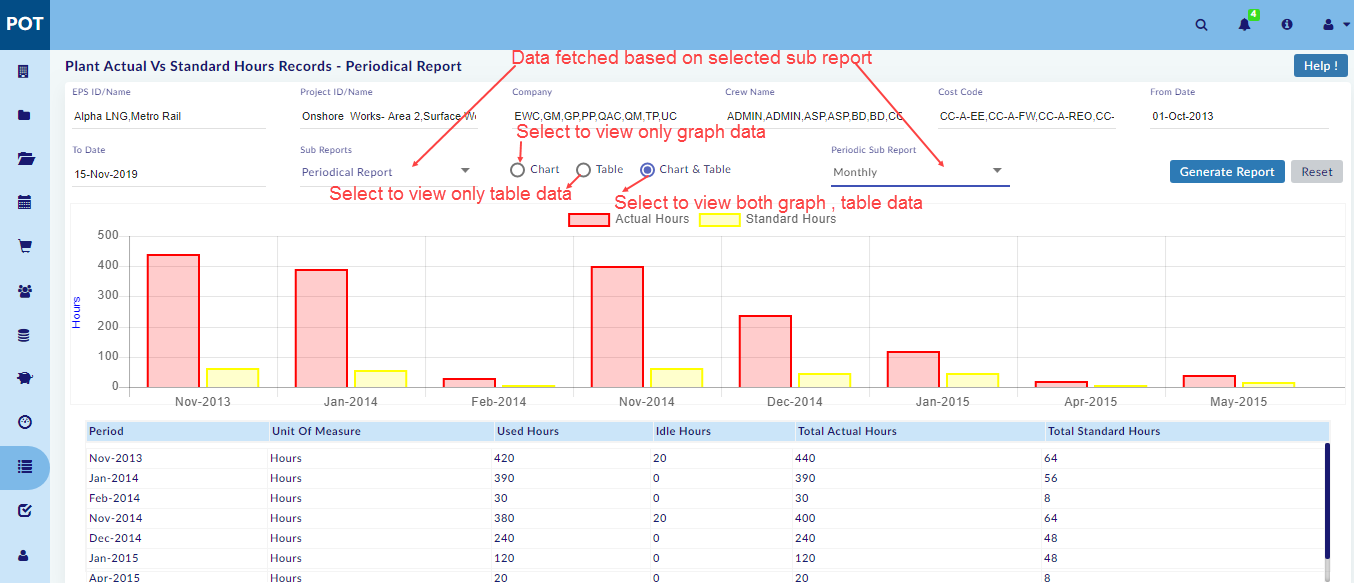 POT
4
Plant Actual Vs Standard Hours Records - Periodical Report
Data fetched based on selected sub report
Help !
EPS ID/Name
Project ID/Name
Company
Crew Name
Cost Code
From Date
Alpha LNG,Metro Rail
Onshore Works- Area 2,Surface W
EWC,GM,GP,PP,QAC,QM,TP,UC
ADMIN,ADMIN,ASP,ASP,BD,BD,CC
CC-A-EE,CC-A-FW,CC-A-REO,CC-
01-Oct-2013
Select to view only graph data
To Date
Sub Reports
Periodic Sub Report
15-Nov-2019
Periodical Report
Chart
Table
Chart & Table
Monthly
Generate Report
Reset
Select to view only table data
Select to view both graph , table data
Actual Hours
Standard Hours
500
400
300
200
100
0
Hours
Nov-2013
Jan-2014
Feb-2014
Nov-2014
Dec-2014
Jan-2015
Apr-2015
May-2015
Period Unit Of Measure Used Hours Idle Hours Total Actual Hours Total Standard Hours
Nov-2013 Hours 420 20 440 64
Jan-2014 Hours 390 0 390 56
Feb-2014 Hours 30 0 30 8
Nov-2014 Hours 380 20 400 64
Dec-2014 Hours 240 0 240 48
Jan-2015 Hours 120 0 120 48
Apr-2015 Hours 20 0 20 8